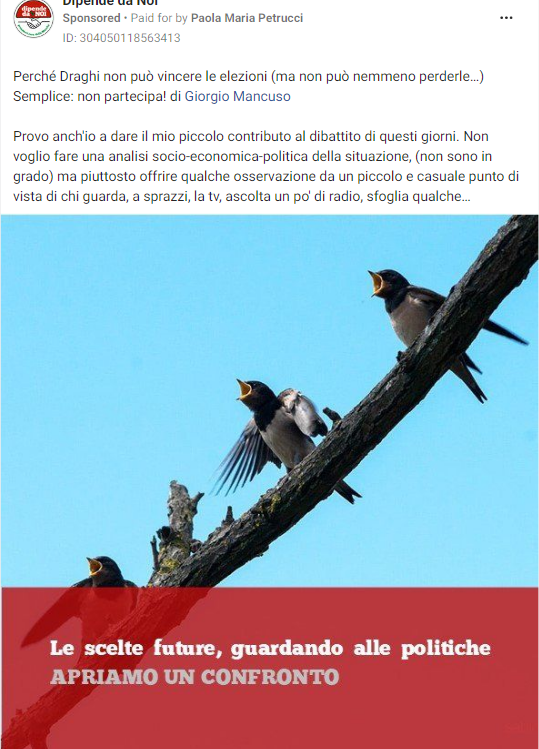 Dipende da Noi
Sponsored • Paid for by Paola Maria Petrucci
ID: 304050118563413
Perché Draghi non può vincere le elezioni (ma non può nemmeno perderle...)
Semplice: non partecipa! di Giorgio Mancuso
Provo anch'io a dare il mio piccolo contributo al dibattito di questi giorni. Non
voglio fare una analisi socio-economica-politica della situazione, (non sono in
grado) ma piuttosto offrire qualche osservazione da un piccolo e casuale punto di
vista di chi guarda, a sprazzi, la tv, ascolta un po' di radio, sfoglia qualche...
Le scelte future, guardando alle politiche
APRIAMO UN CONFRONTO